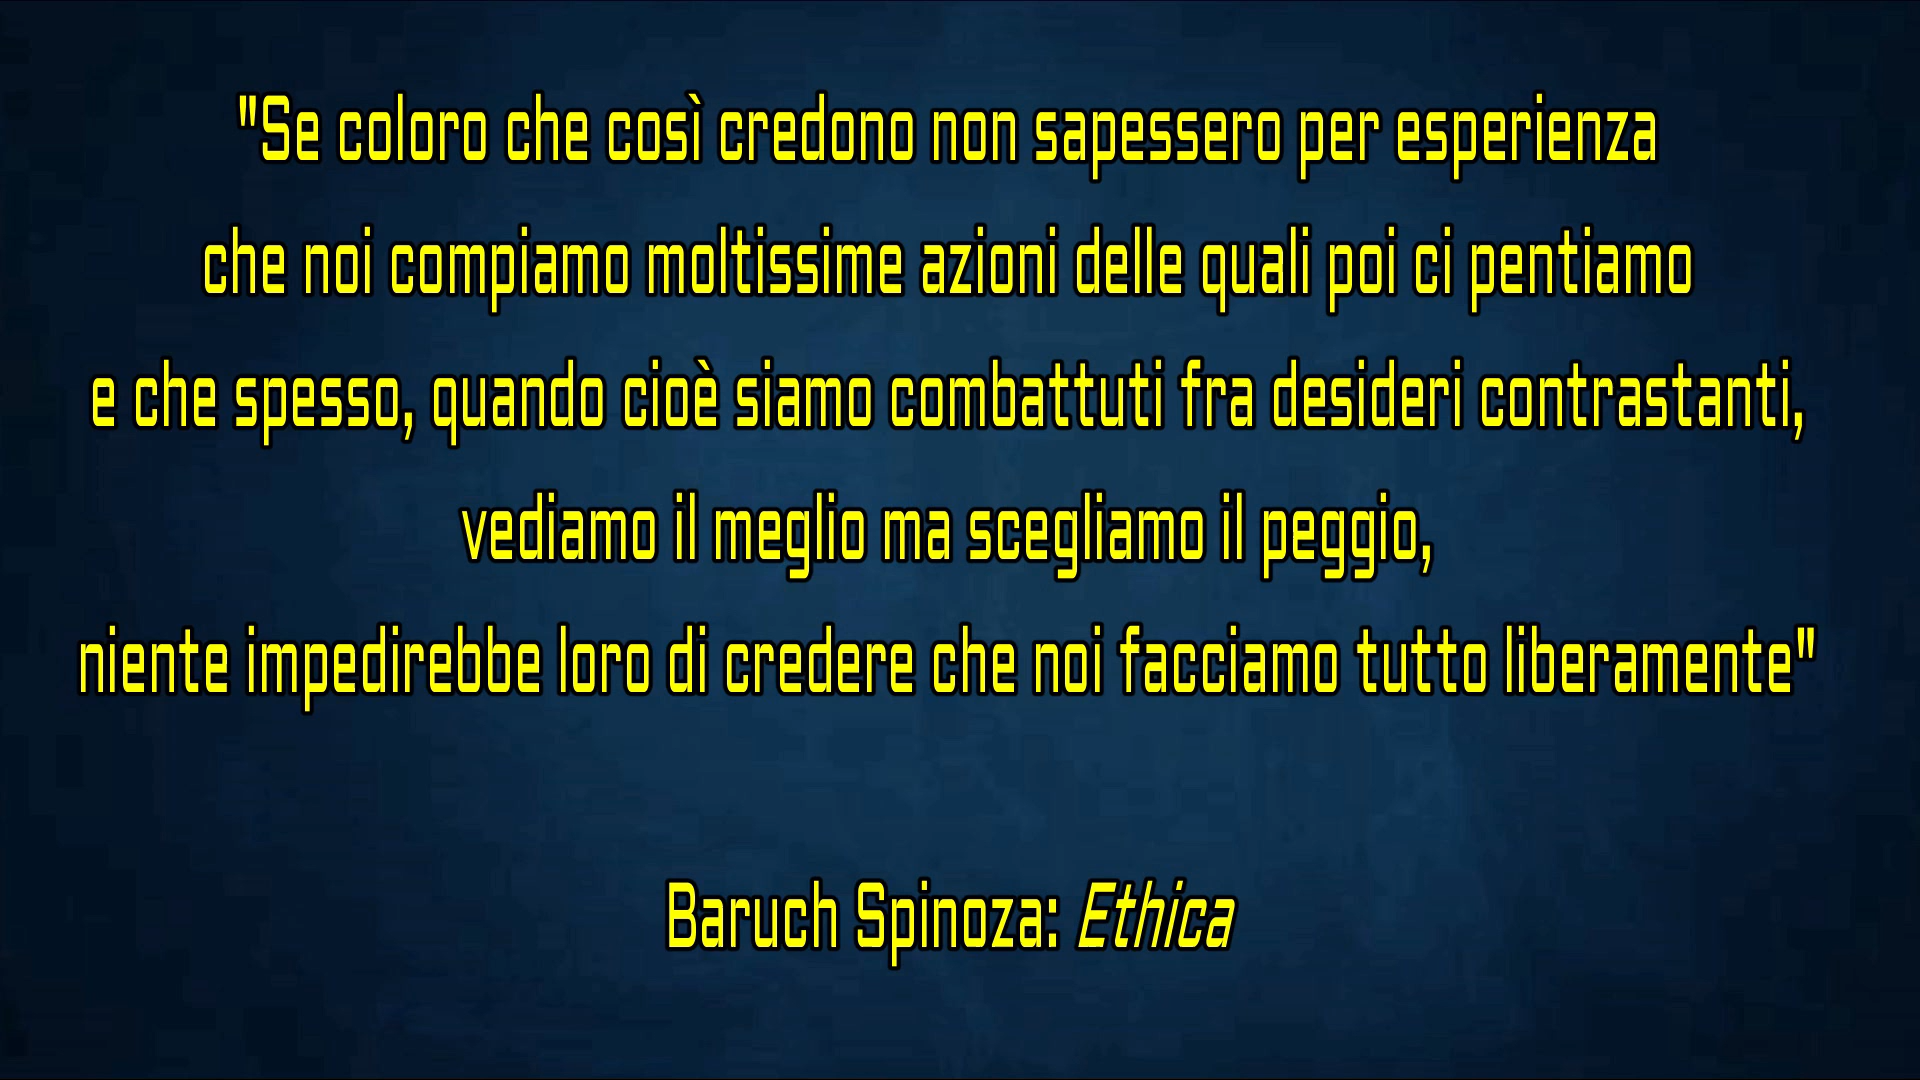 "Se coloro che così credono non sapessero per esperienza
che noi compiamo moltissime azioni delle quali poi ci pentiamo
e che spesso, quando cioè siamo combattuti fra desideri contrastanti,
vediamo il meglio ma scegliamo il peggio,
niente impedirebbe loro di credere che noi facciamo tutto liberamente"
Baruch Spinoza: Ethica